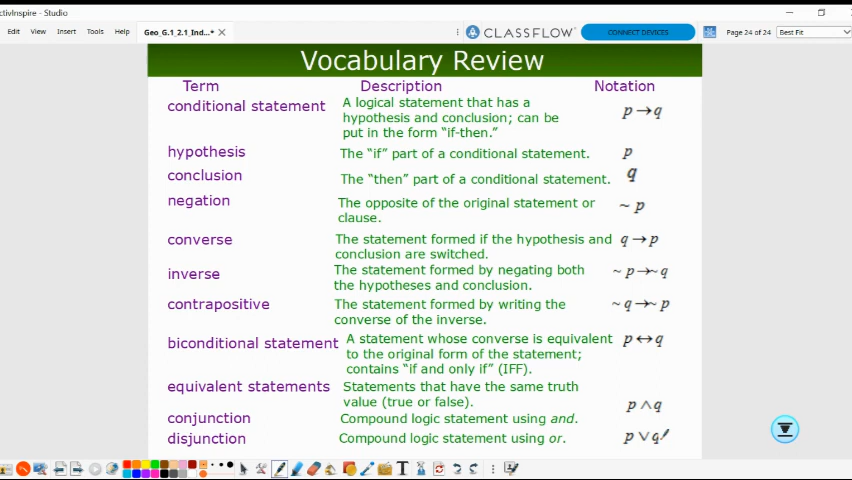 ctivInspire - Studio
Edit View Insert Tools Help Geo_G.1_2.1_Ind...* CLASSFLOW CONNECT DEVICES Page 24 of 24 Best Fit
Vocabulary Review
Term Description Notation
conditional statement A logical statement that has a
hypothesis and conclusion; can be
put in the form “if-then.” p → q
hypothesis The “if” part of a conditional statement. p
conclusion The “then” part of a conditional statement. q
negation The opposite of the original statement or
clause. ~ p
converse The statement formed if the hypothesis and
conclusion are switched. q → p
inverse The statement formed by negating both
the hypotheses and conclusion. ~ p →~ q
contrapositive The statement formed by writing the
converse of the inverse. ~ q →~ p
biconditional statement A statement whose converse is equivalent
to the original form of the statement;
contains “if and only if” (IFF). p ↔ q
equivalent statements Statements that have the same truth
value (true or false).
conjunction Compound logic statement using and. p ∧ q
disjunction Compound logic statement using or. p ∨ q